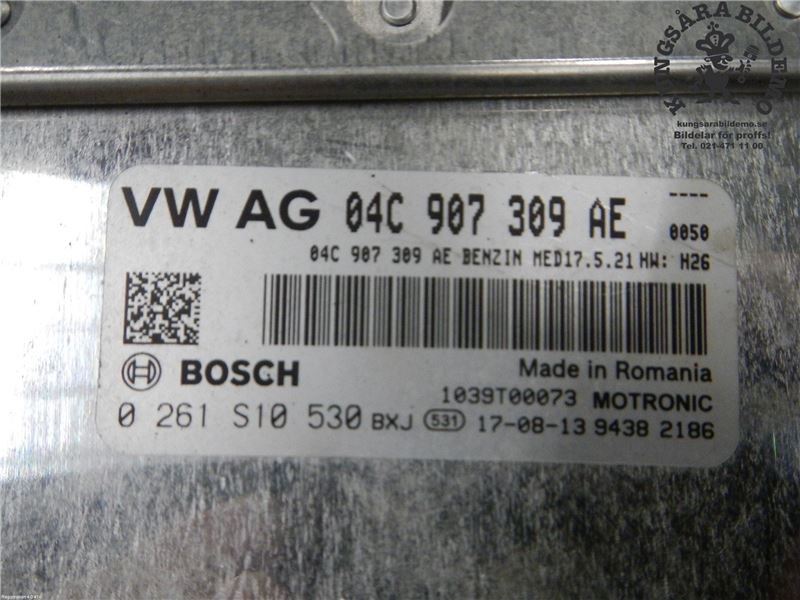 KUNGSÅRA BILDEMO
kungsarabildemo.se
Bildelar för proffs!
Tel. 021-471 11 00
VW AG 04C 907 309 AE ----
0050
04C 907 309 AE BENZIN MED17.5.21 HW: H26
BOSCH
Made in Romania
1039T00073 MOTRONIC
0 261 S10 530 BXJ 531 17-08-13 9438 2186